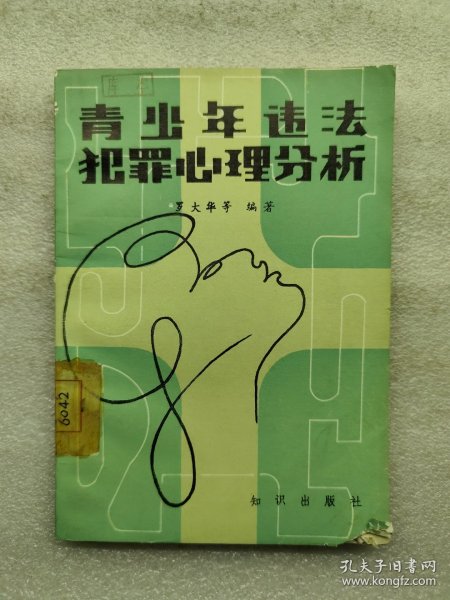 青少年违法
犯罪心理分析
罗大华等 编著
6042
知识出版社
孔夫子旧书网
www.kongfz.com